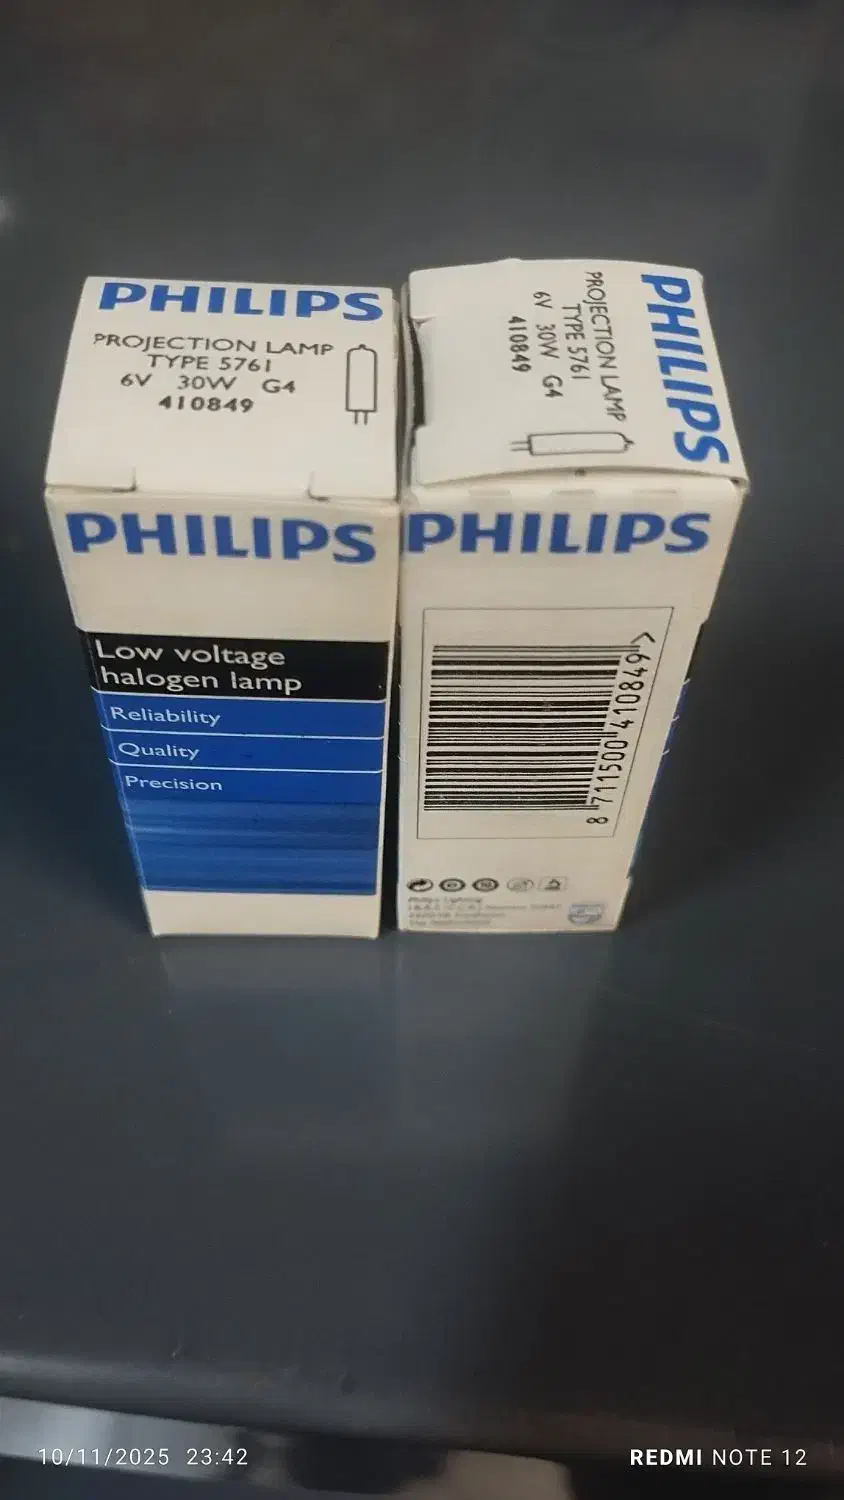 PHILIPS
PROJECTION LAMP
TYPE 5761
6V 30W G4
410849
PHILIPS
Low voltage
halogen lamp
Reliability
Quality
Precision
PHILIPS
PROJECTION LAMP
TYPE 5761
6V 30W G4
410849
PHILIPS
8 711500 410849 >
Philips Lighting
10/11/2025 23:42
REDMI NOTE 12